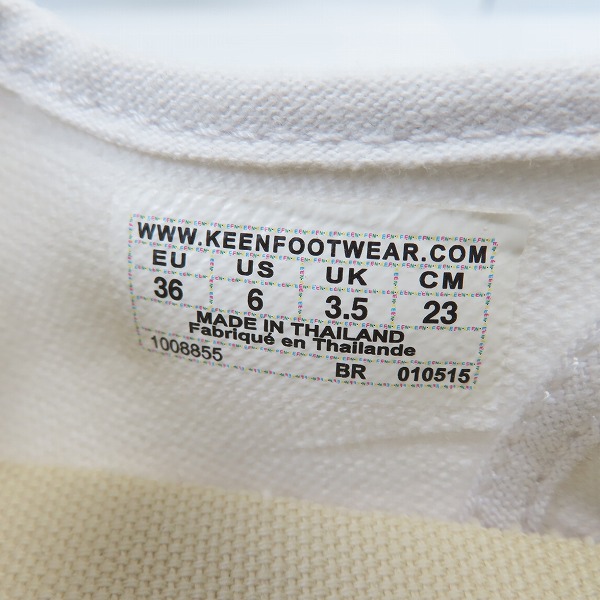 WWW.KEENFOOTWEAR.COM
EU US UK CM
36 6 3.5 23
MADE IN THAILAND
Fabriqué en Thailande
1008855 BR 010515